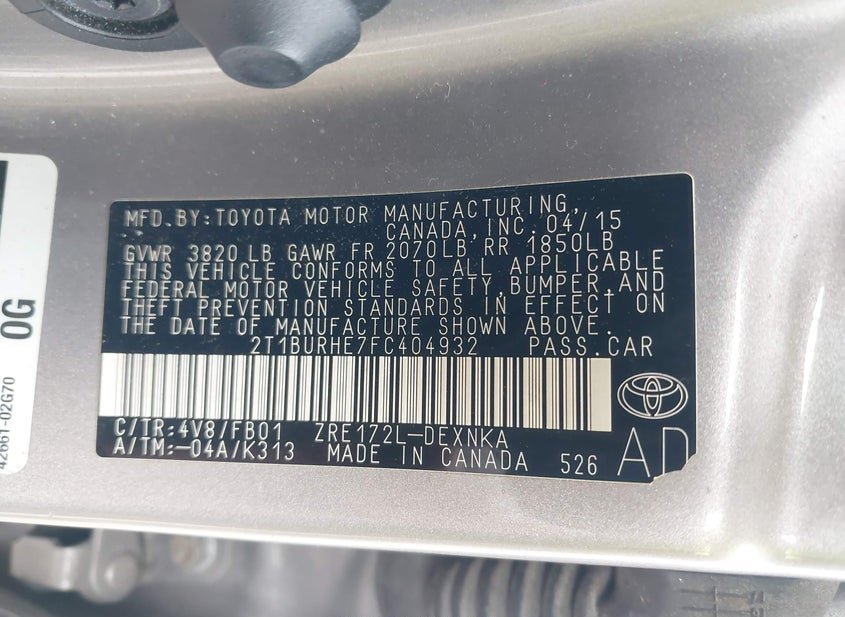 MFD.BY:TOYOTA MOTOR MANUFACTURING,
CANADA, INC. 04/15
GVWR 3820 LB GAWR FR 2070LB RR 1850LB
THIS VEHICLE CONFORMS TO ALL APPLICABLE
FEDERAL MOTOR VEHICLE SAFETY, BUMPER, AND
THEFT PREVENTION STANDARDS IN EFFECT ON
THE DATE OF MANUFACTURE SHOWN ABOVE.
2T1BURHE7FC404932 PASS.CAR
C/TR:4V8/FB01 ZRE172L-DEXNKA
A/TM:-04A/K313 MADE IN CANADA 526 AD
0G
42661-02G70